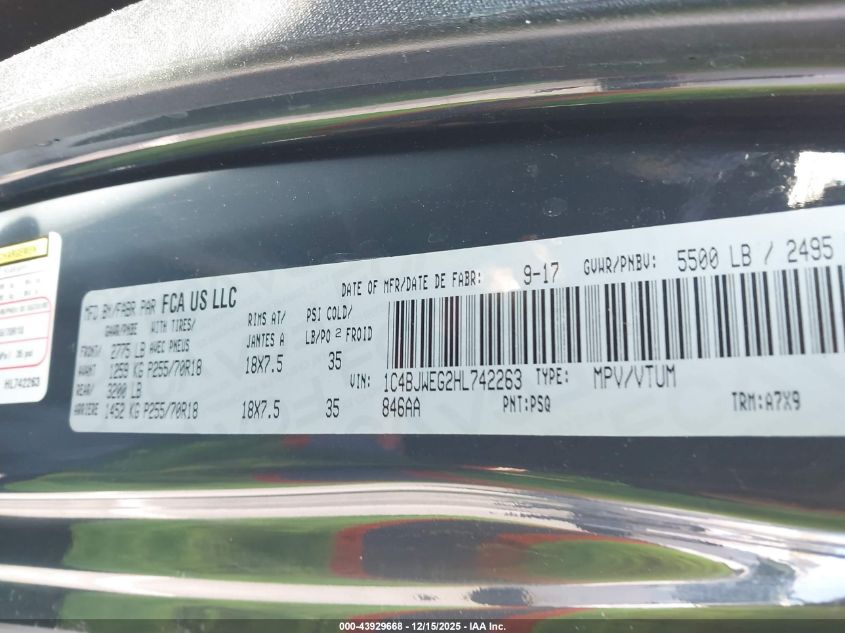 MFD BY/FABR PAR FCA US LLC
DATE OF MFR/DATE DE FABR: 9-17 GVWR/PNBV: 5500 LB / 2495
GAWR/PNBE WITH TIRES/ RIMS AT/ PSI COLD/
AVEC PNEUS JANTES A LB/PO² FROID
FRONT/ 2775 LB
AVANT 1259 KG P255/70R18 18X7.5 35
REAR/ 3200 LB
ARRIERE 1452 KG P255/70R18 18X7.5 35
VIN: 1C4BJWEG2HL742263 TYPE: MPV/VTUM
846AA PNT:PSQ TRM:A7X9
HL742263
000-43929668 - 12/15/2025 - IAA Inc.